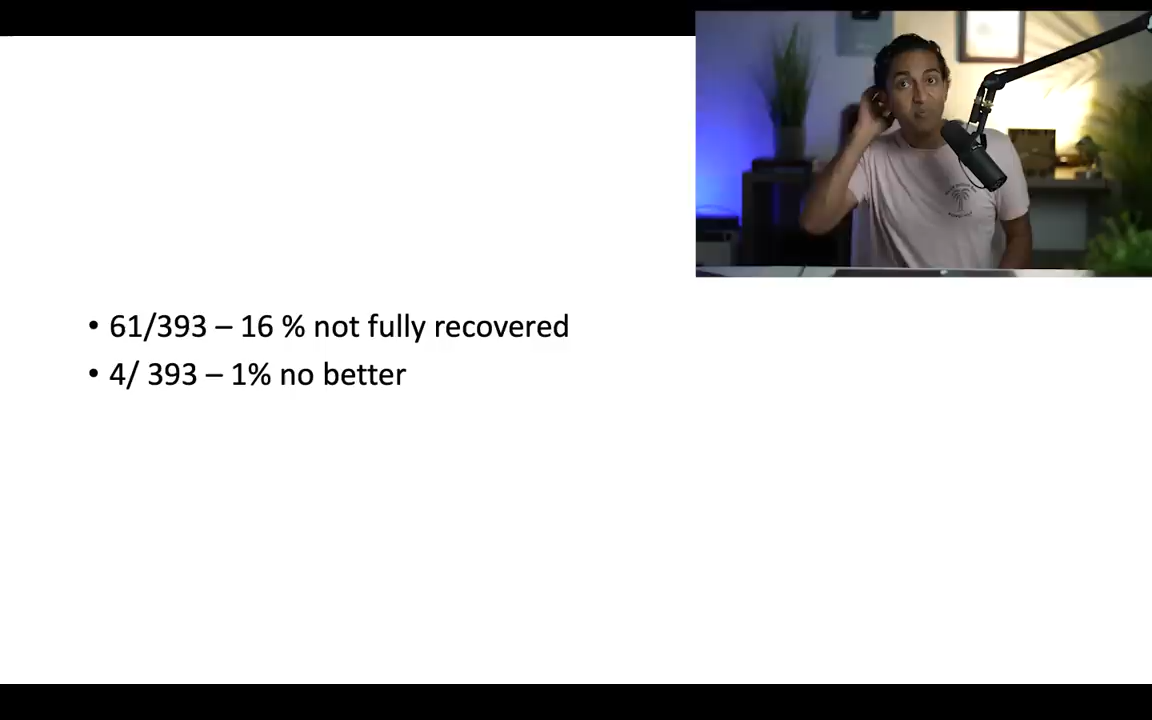 • 61/393 – 16 % not fully recovered
• 4/ 393 – 1% no better